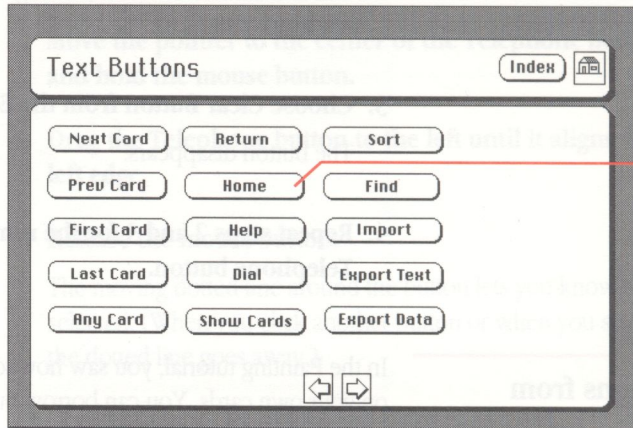 Text Buttons
Index
Next Card Return Sort
Prev Card Home Find
First Card Help Import
Last Card Dial Export Text
Any Card Show Cards Export Data